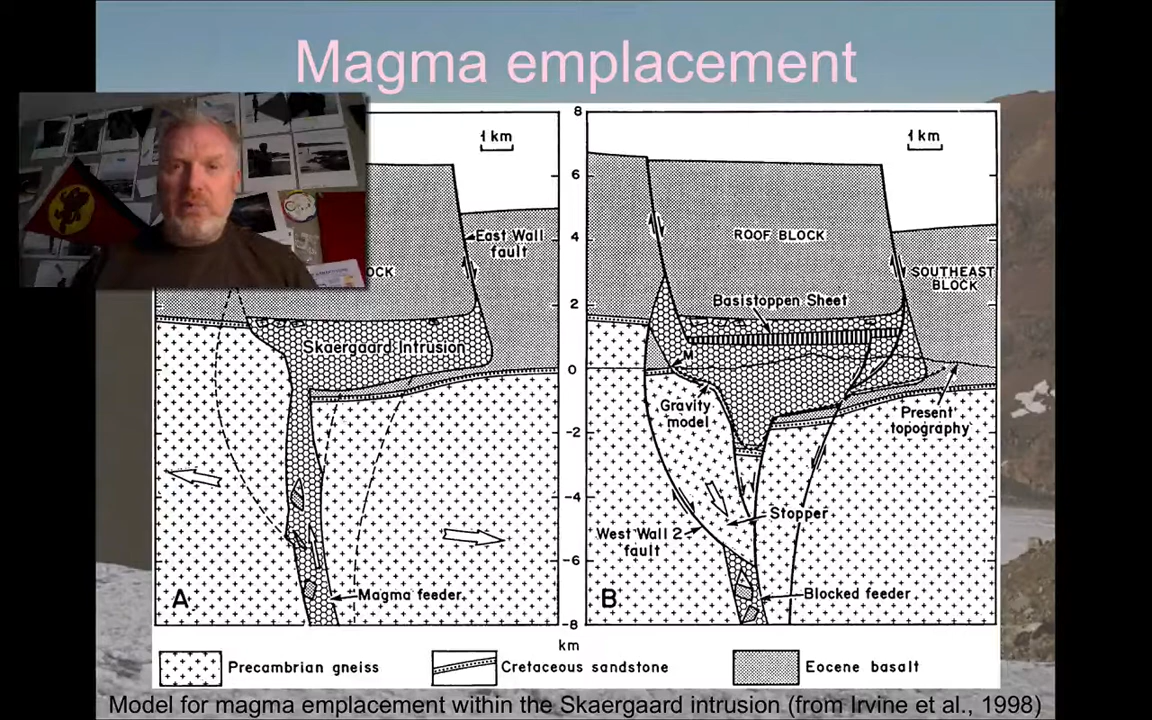 Magma emplacement
1 km
East Wall
fault
OCK
Skaergaard Intrusion
Magma feeder
A
8
6
4
2
0
-2
-4
-6
-8
km
1 km
ROOF BLOCK
SOUTHEAST
BLOCK
Basistoppen Sheet
M
Gravity
model
Present
topography
Stopper
West Wall 2
fault
Blocked feeder
B
Precambrian gneiss
Cretaceous sandstone
Eocene basalt
Model for magma emplacement within the Skaergaard intrusion (from Irvine et al., 1998)